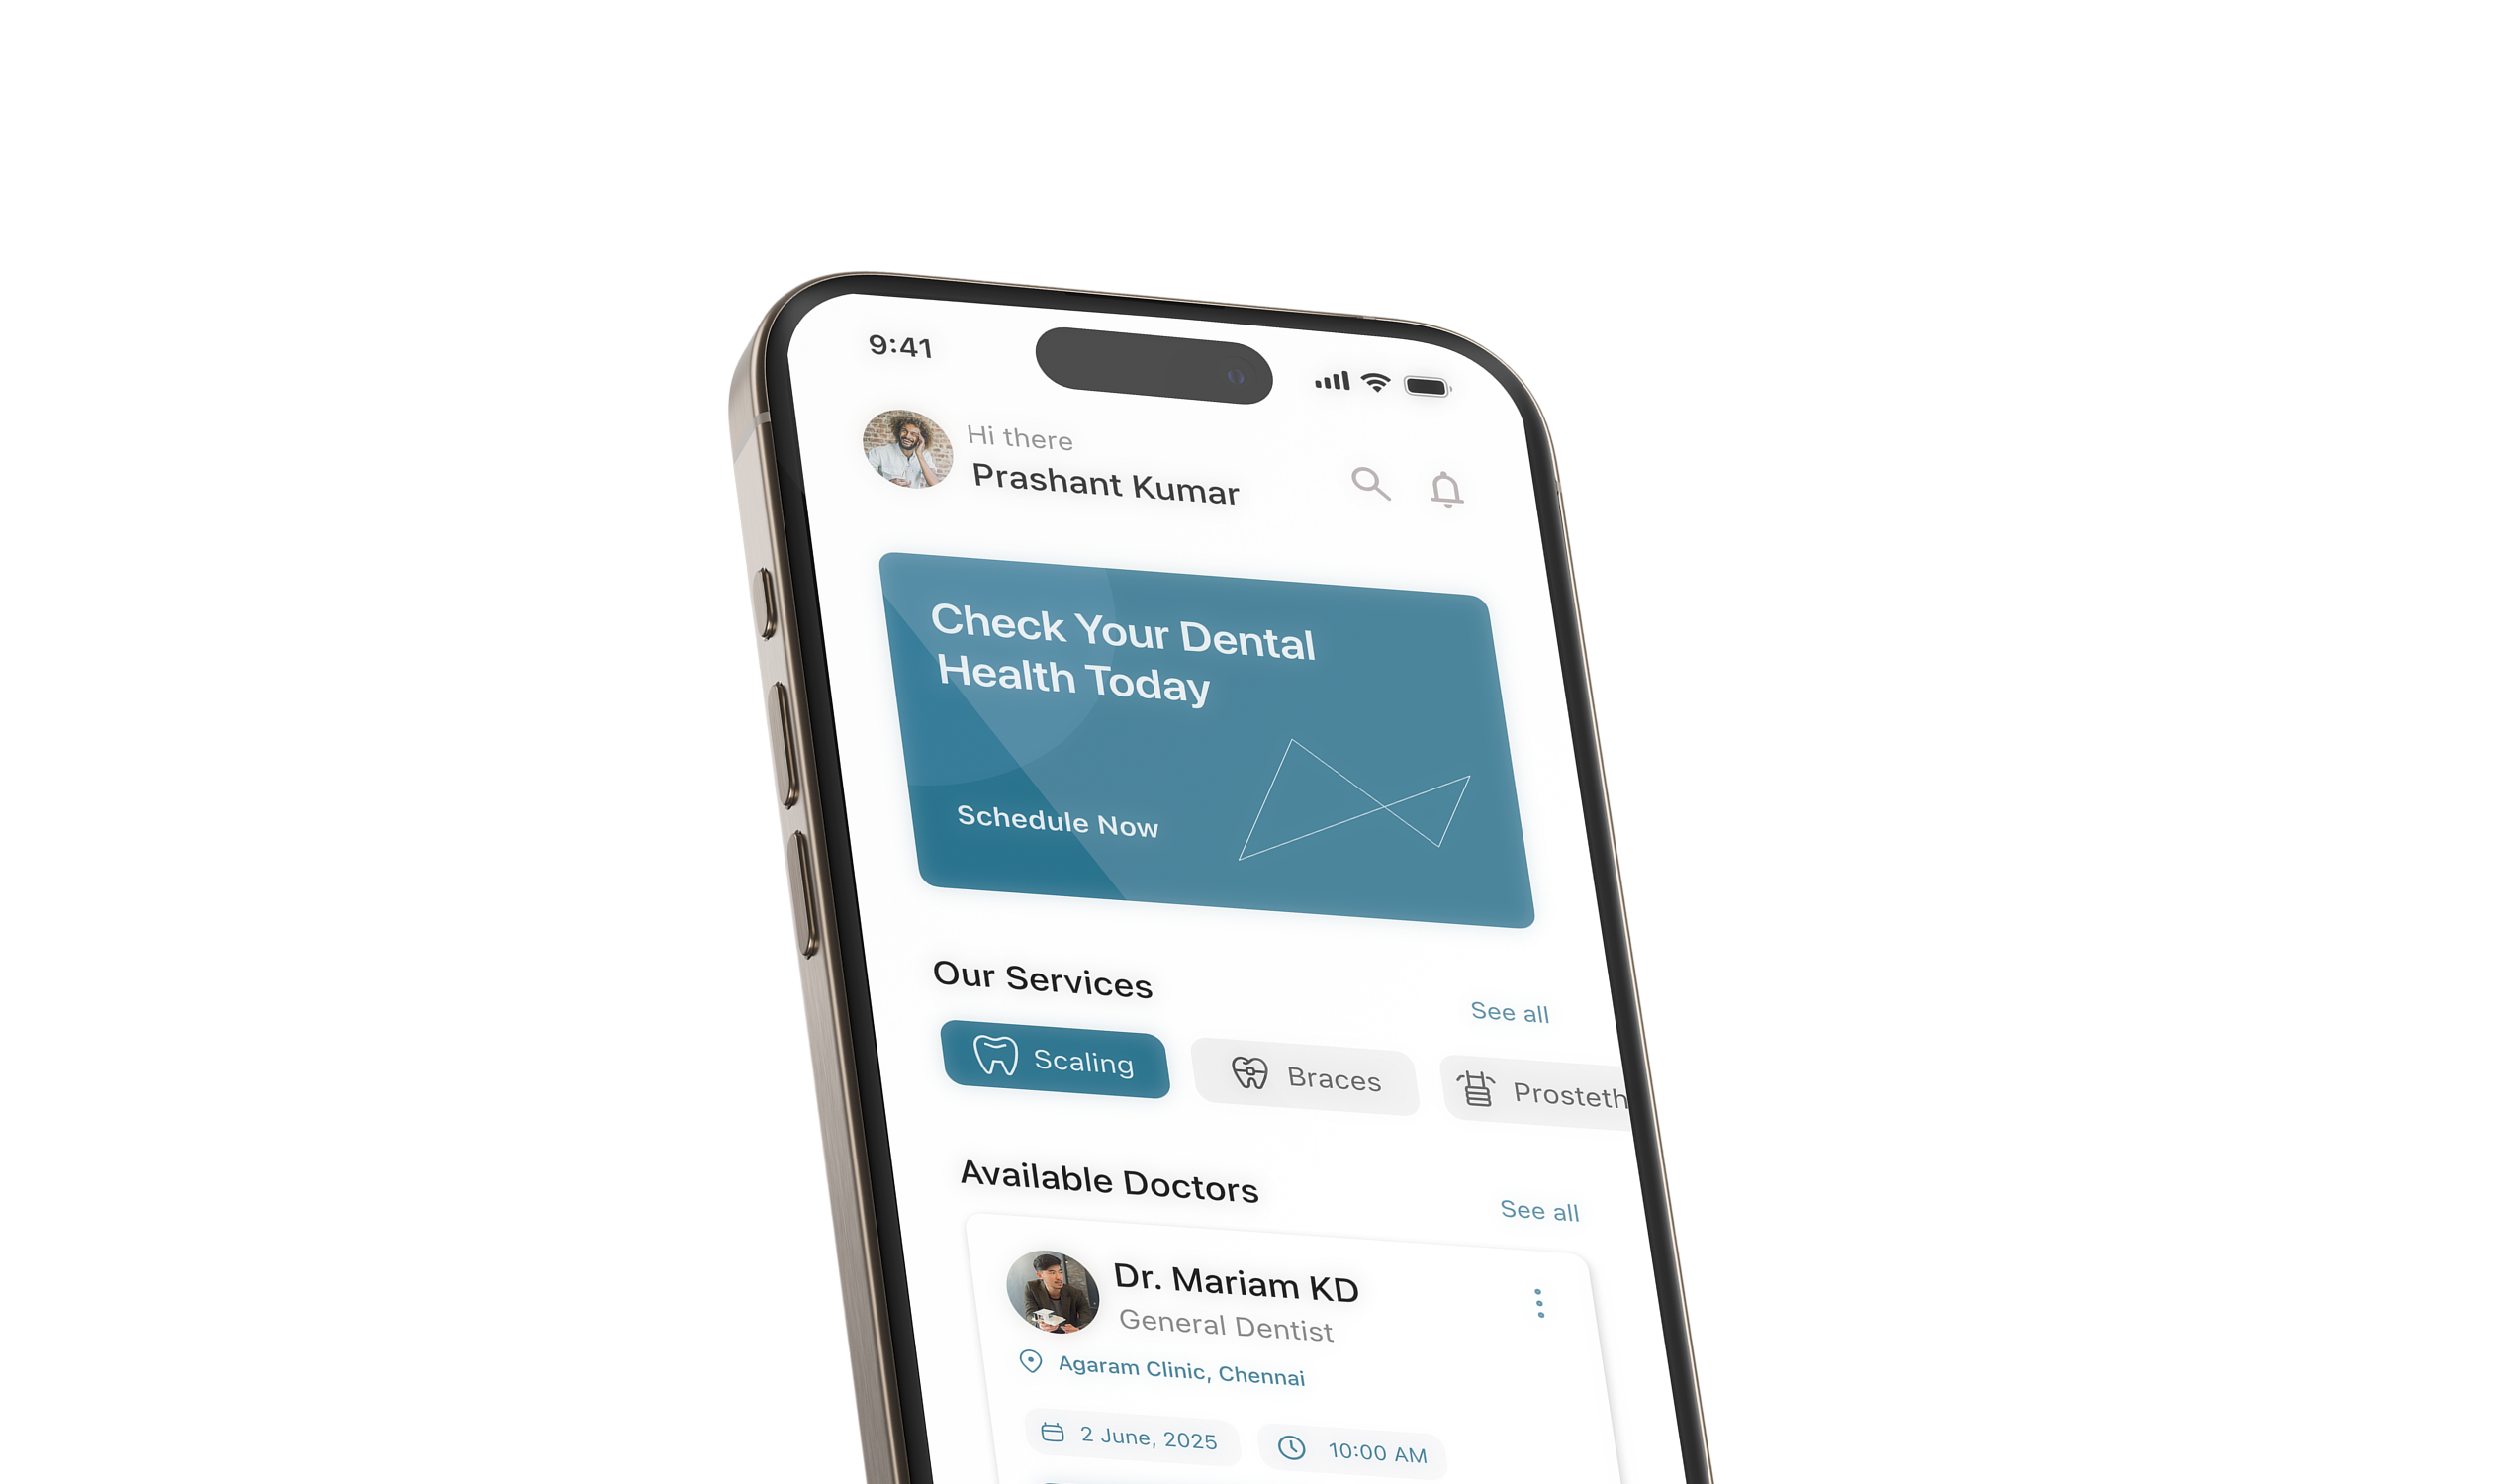 9:41
Hi there
Prashant Kumar
Check Your Dental
Health Today
Schedule Now
Our Services
See all
Scaling
Braces
Prosteth
Available Doctors
See all
Dr. Mariam KD
General Dentist
Agaram Clinic, Chennai
2 June, 2025
10:00 AM